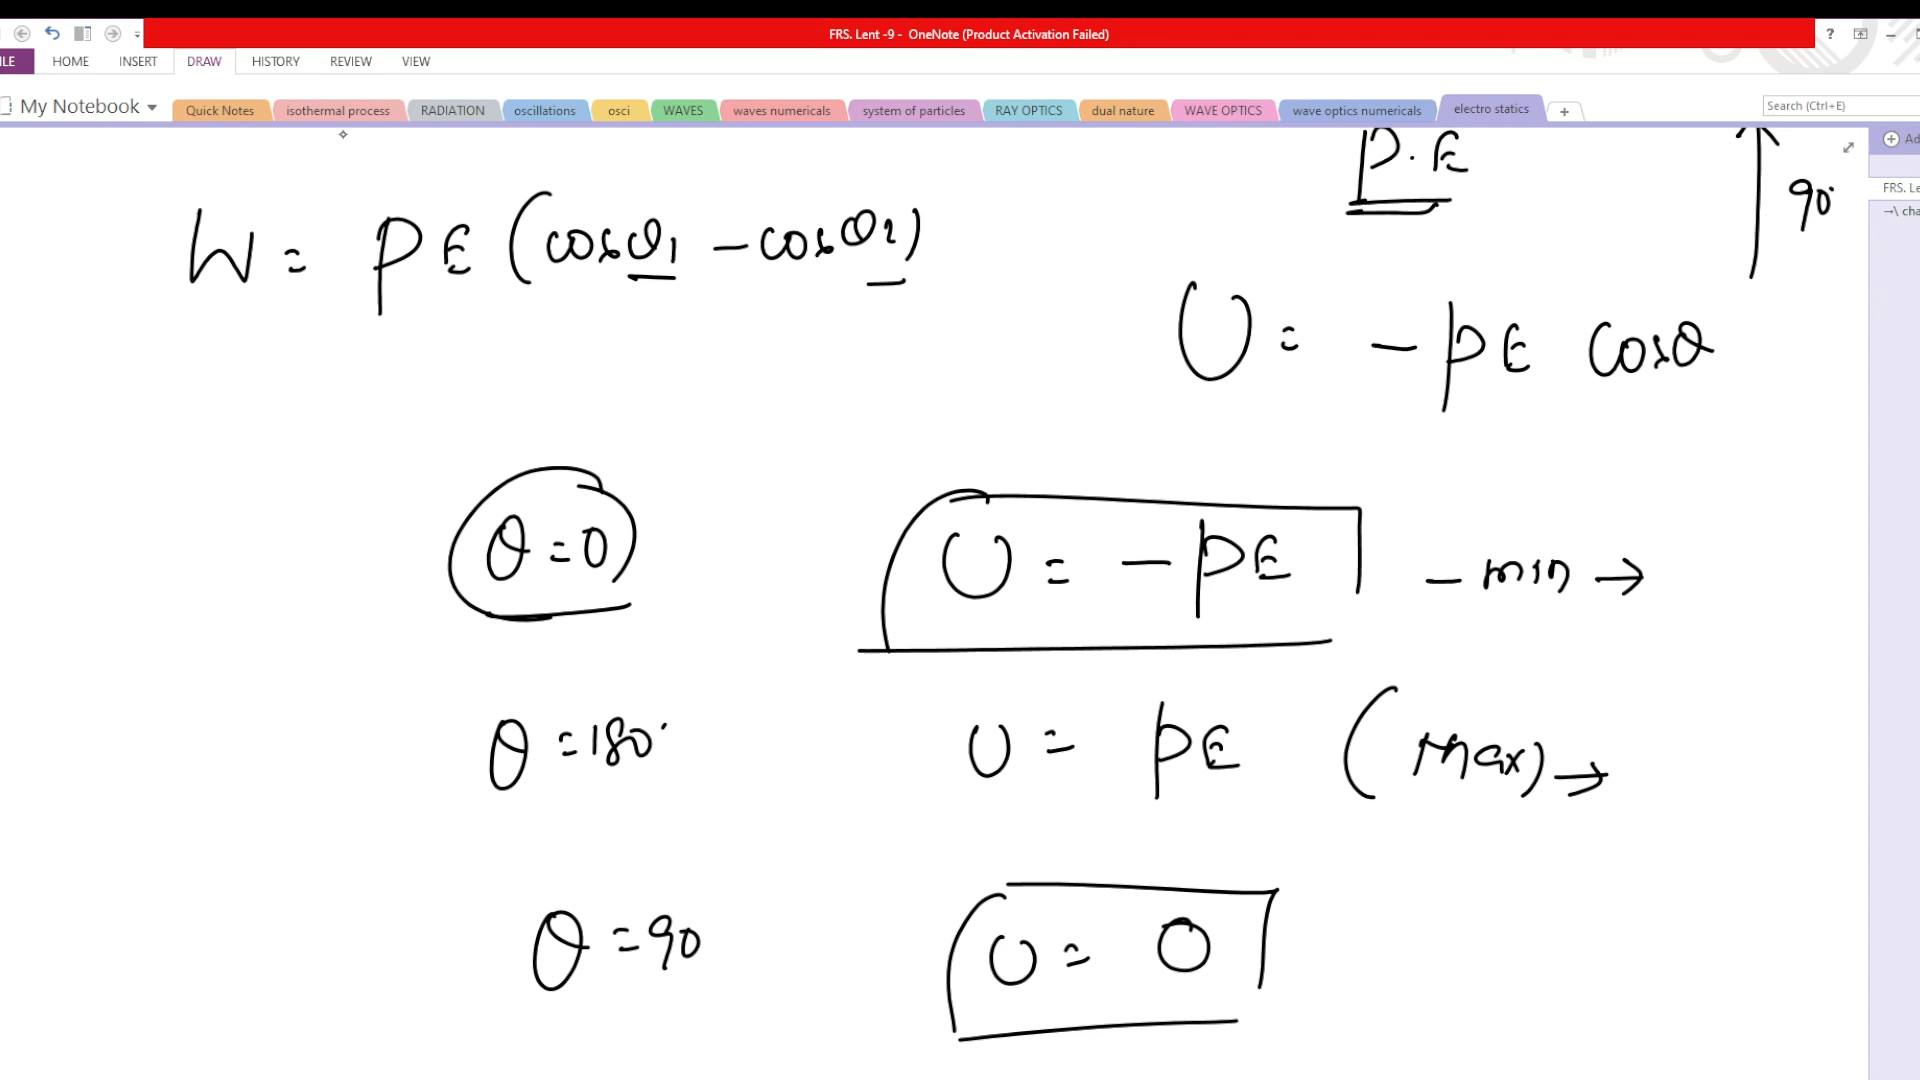 FRS. Lent -9 - OneNote (Product Activation Failed)
HOME INSERT DRAW HISTORY REVIEW VIEW
My Notebook Quick Notes isothermal process RADIATION oscillations osci WAVES waves numericals system of particles RAY OPTICS dual nature WAVE OPTICS wave optics numericals electro statics + Search (Ctrl+E)
P.E
90°
W = PE (cosθ1 - cosθ2)
U = - PE cosθ
θ = 0 U = - PE - min →
θ = 180° U = PE (Max) →
θ = 90 U = 0